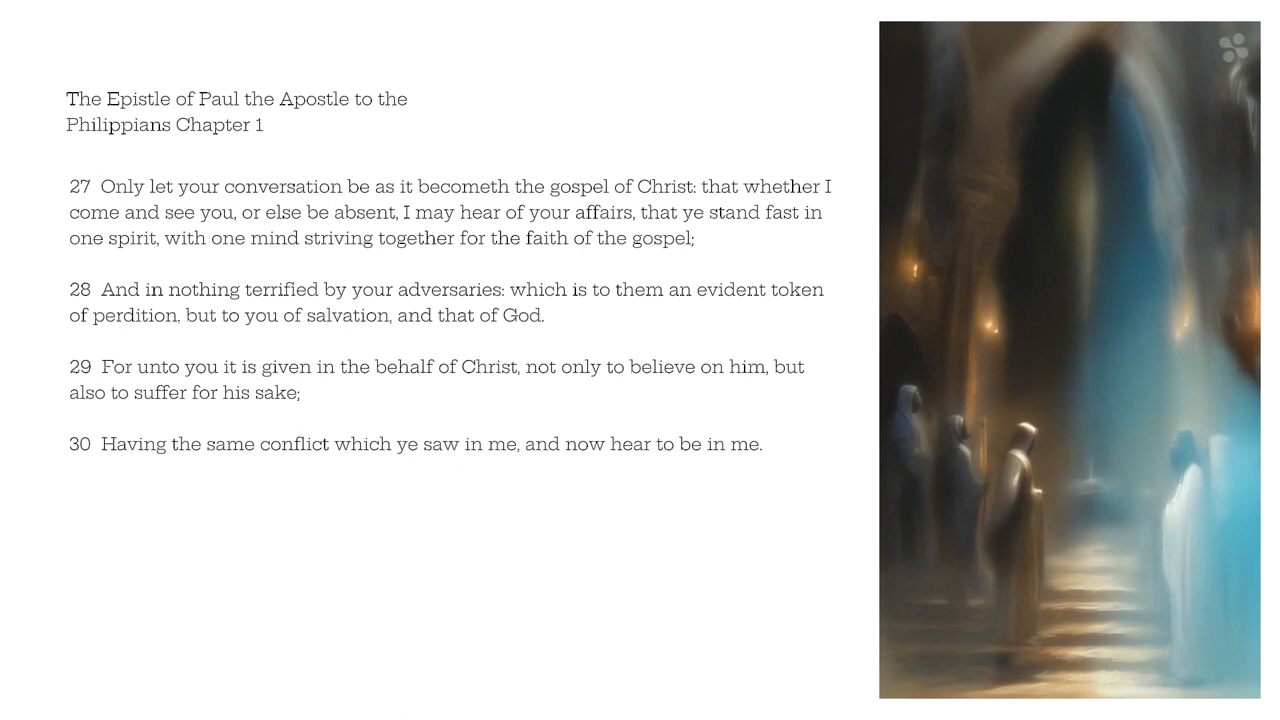 The Epistle of Paul the Apostle to the
Philippians Chapter 1
27 Only let your conversation be as it becometh the gospel of Christ: that whether I
come and see you, or else be absent, I may hear of your affairs, that ye stand fast in
one spirit, with one mind striving together for the faith of the gospel;
28 And in nothing terrified by your adversaries: which is to them an evident token
of perdition, but to you of salvation, and that of God.
29 For unto you it is given in the behalf of Christ, not only to believe on him, but
also to suffer for his sake;
30 Having the same conflict which ye saw in me, and now hear to be in me.